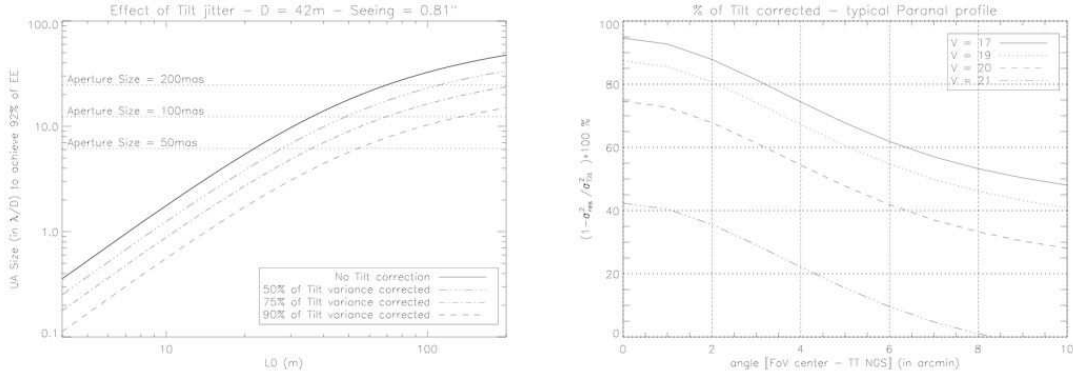 Effect of Tilt jitter – D = 42m – Seeing = 0.81"
UA Size (in λ/D) to achieve 92% of EE
100.0
10.0
1.0
0.1
Aperture Size = 200mas
Aperture Size = 100mas
Aperture Size = 50mas
No Tilt correction
50% of Tilt variance corrected
75% of Tilt variance corrected
90% of Tilt variance corrected
10
100
L0 (m)
% of Tilt corrected – typical Paranal profile
100
80
60
40
20
0
V = 17
V = 19
V = 20
V = 21
0
2
4
6
8
10
angle [FoV center – TT NGS] (in arcmin)